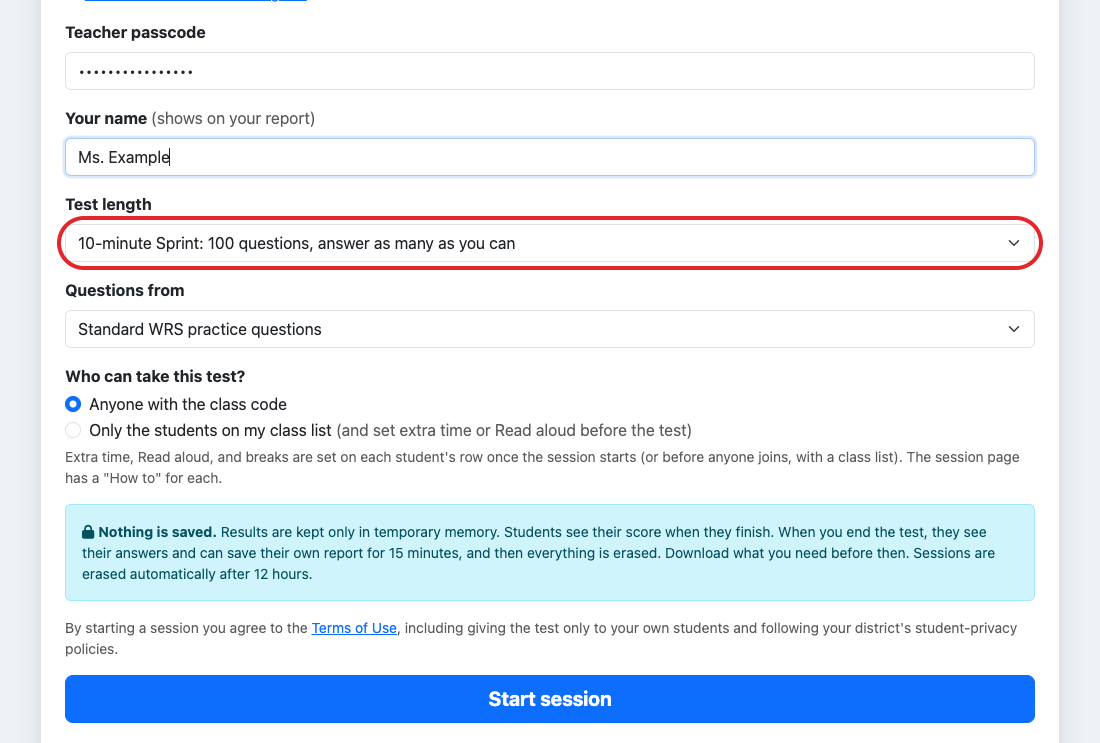 Teacher passcode
••••••••••••••••
Your name (shows on your report)
Ms. Example
Test length
10-minute Sprint: 100 questions, answer as many as you can
Questions from
Standard WRS practice questions
Who can take this test?
Anyone with the class code
Only the students on my class list (and set extra time or Read aloud before the test)
Extra time, Read aloud, and breaks are set on each student's row once the session starts (or before anyone joins, with a class list). The session page
has a "How to" for each.
Nothing is saved. Results are kept only in temporary memory. Students see their score when they finish. When you end the test, they see
their answers and can save their own report for 15 minutes, and then everything is erased. Download what you need before then. Sessions are
erased automatically after 12 hours.
By starting a session you agree to the Terms of Use, including giving the test only to your own students and following your district's student-privacy
policies.
Start session